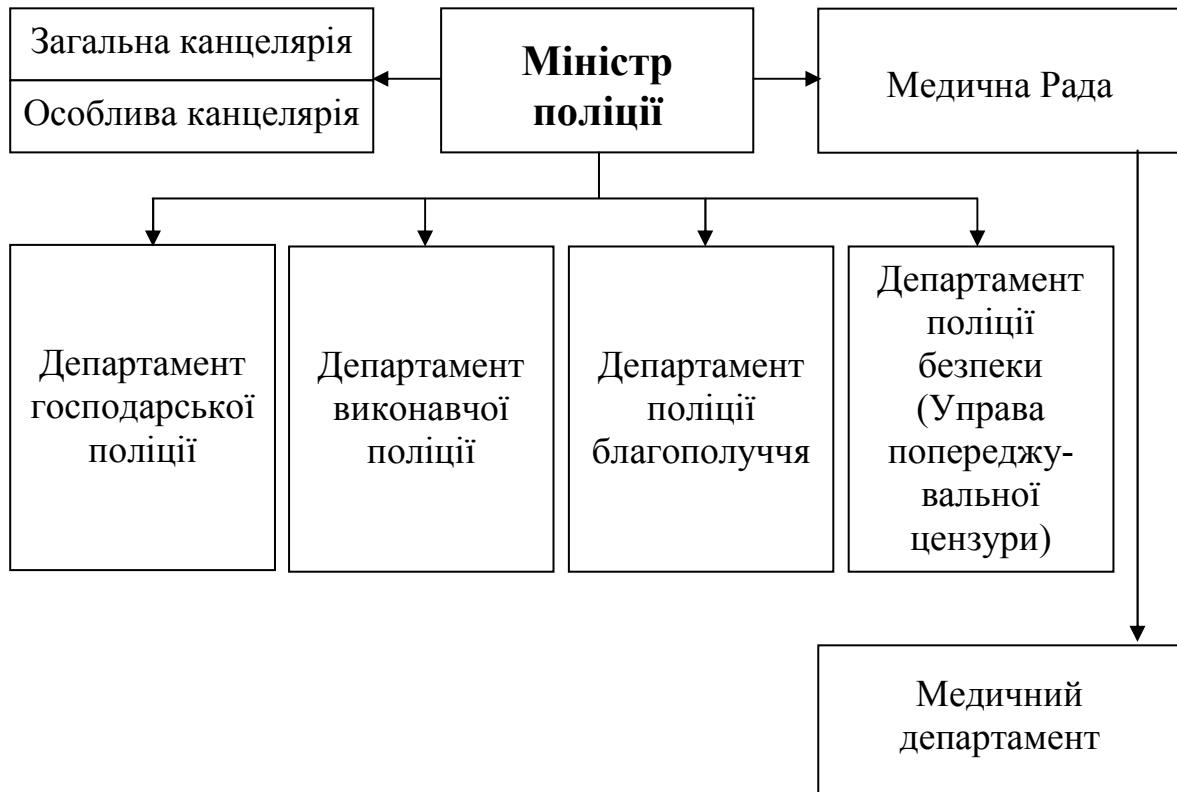 Загальна канцелярія
Особлива канцелярія
Міністр
поліції
Медична Рада
Департамент
господарської
поліції
Департамент
виконавчої
поліції
Департамент
поліції
благополуччя
Департамент
поліції
безпеки
(Управа
попереджу-
вальної
цензури)
Медичний
департамент